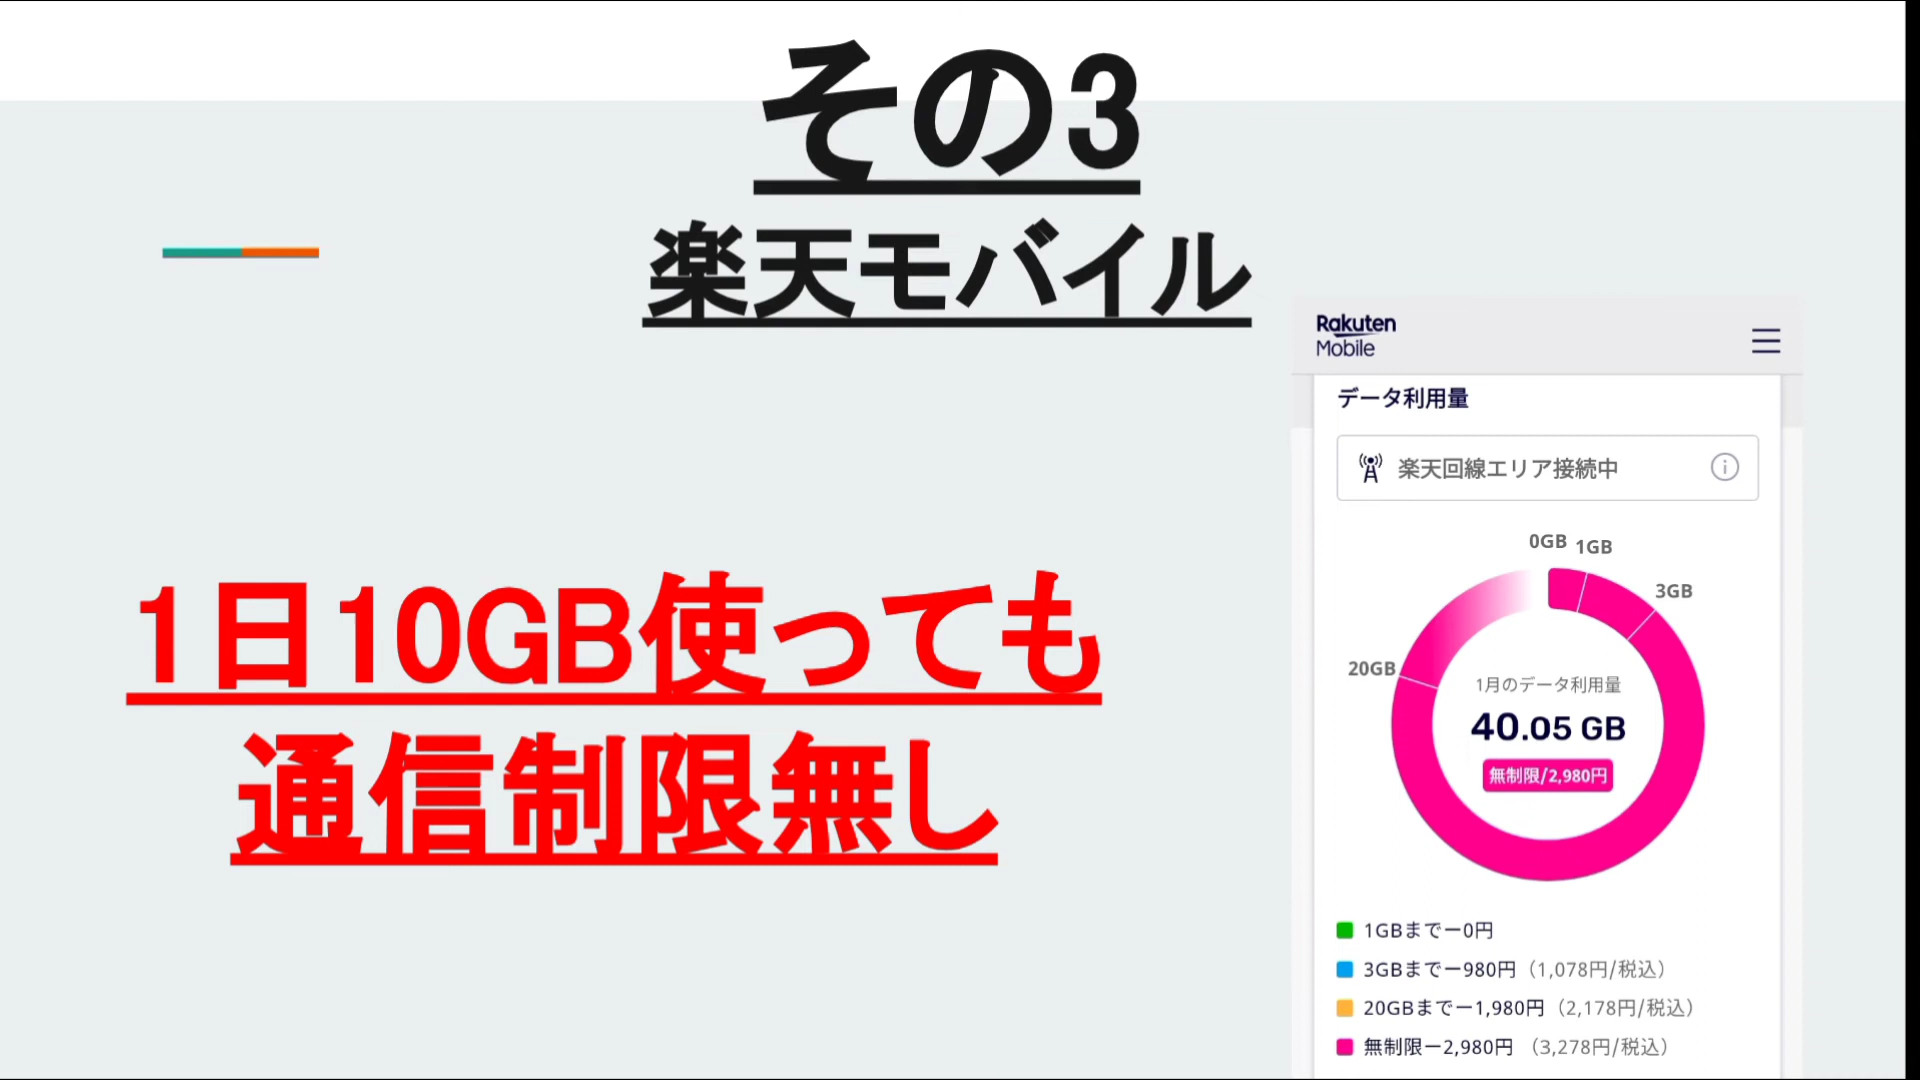 その3
楽天モバイル
1日10GB使っても
通信制限無し
Rakuten
Mobile
データ利用量
楽天回線エリア接続中
0GB 1GB
3GB
20GB
1月のデータ利用量
40.05 GB
無制限/2,980円
1GBまでー0円
3GBまでー980円（1,078円/税込）
20GBまでー1,980円（2,178円/税込）
無制限ー2,980円（3,278円/税込）